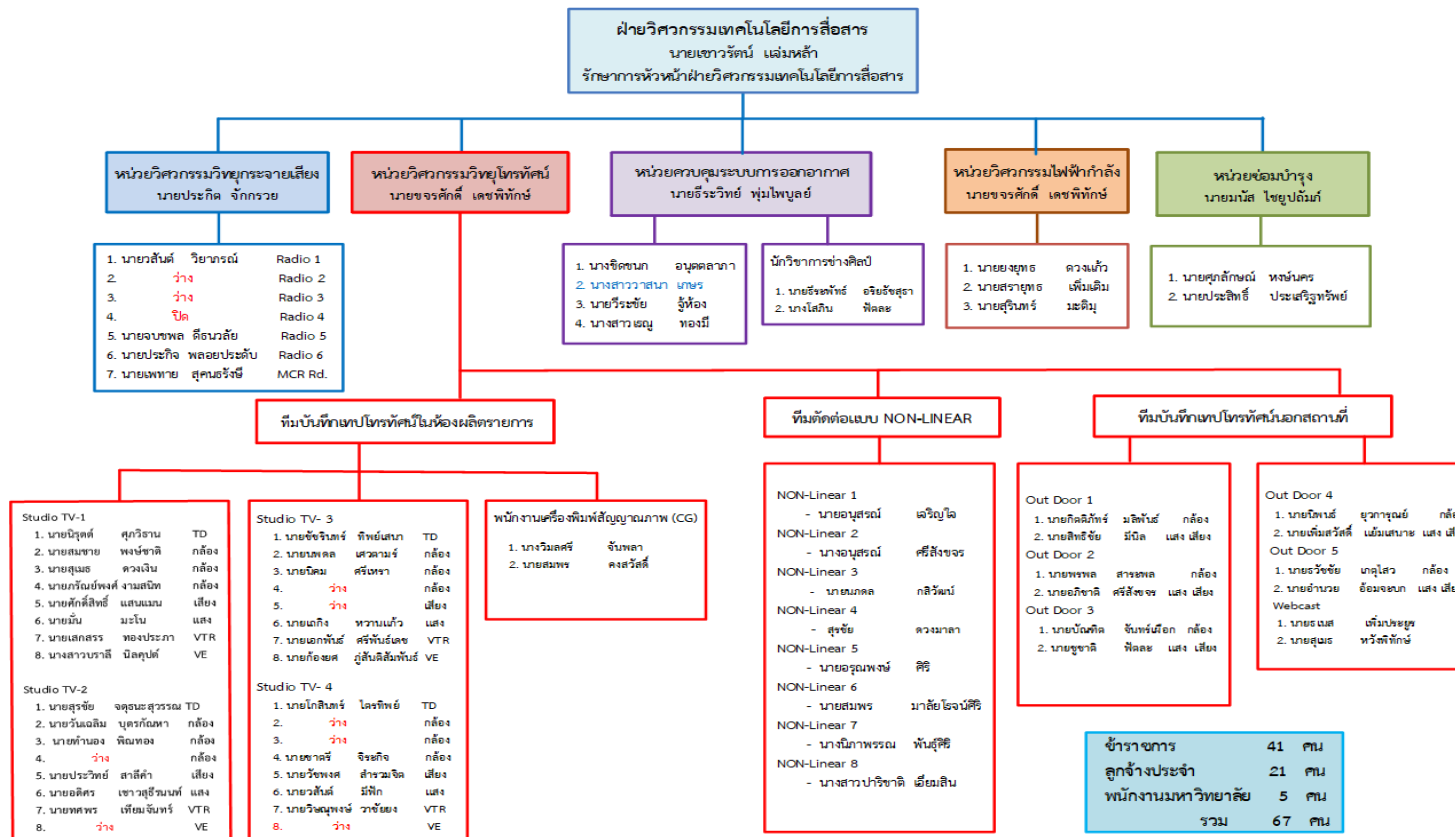 ฝ่ายวิศวกรรมเทคโนโลยีการสื่อสาร
นายเชาวรัตน์ แล่มหล้า
รักษาการหัวหน้าฝ่ายวิศวกรรมเทคโนโลยีการสื่อสาร
หน่วยวิศวกรรมวิทยุกระจายเสียง
นายประกิต จักกรวย
หน่วยวิศวกรรมวิทยุโทรทัศน์
นายขจรศักดิ์ เดชพิทักษ์
หน่วยควบคุมระบบการออกอากาศ
นายธีระวิทย์ พุ่มไพบูลย์
หน่วยวิศวกรรมไฟฟ้ากำลัง
นายขจรศักดิ์ เดชพิทักษ์
หน่วยซ่อมบำรุง
นายมนัส ไชยูปถัมภ์
1. นายวสันต์ วิยาภรณ์ Radio 1
2. ว่าง Radio 2
3. ว่าง Radio 3
4. ปิด Radio 4
5. นายจบชพล ดีธนวลัย Radio 5
6. นายประกิจ พลอยประดับ Radio 6
7. นายเพทาย สุคนธรังษี MCR Rd.
1. นางชิดชนก อนุตตลาภา
2. นางสาววาสนา เกษร
3. นายวีระชัย จู้ห้อง
4. นางสาวเรณู ทองมี
นักวิชาการช่างศิลป์
1. นายธีระพัทธ์ อริยธัชสุธา
2. นางโสภิน ฟัดละ
1. นายยงยุทธ ดวงแก้ว
2. นายสรายุทธ เพิ่มเติม
3. นายสุรินทร์ มะติมุ
1. นายศุภลักษณ์ หงษ์นคร
2. นายประสิทธิ์ ประเสริฐทรัพย์
ทีมบันทึกเทปโทรทัศน์ในห้องผลิตรายการ
ทีมตัดต่อแบบ NON-LINEAR
ทีมบันทึกเทปโทรทัศน์นอกสถานที่
Studio TV-1
1. นายนิรุตต์ ศุภวิธาน TD
2. นายสมชาย พงษ์ชาติ กล้อง
3. นายสุเมธ ดวงเงิน กล้อง
4. นายภรัณย์พงศ์ งามสนิท กล้อง
5. นายศักดิ์สิทธิ์ แสนแมน เสียง
6. นายมั่น มะโน แสง
7. นายเสกสรร ทองประภา VTR
8. นางสาวบราลี นิลคุปต์ VE
Studio TV-2
1. นายสุรชัย จตุธนะสุวรรณ TD
2. นายวันเฉลิม บุตรกัณหา กล้อง
3. นายทำนอง พิณทอง กล้อง
4. ว่าง กล้อง
5. นายประวิทย์ สาลีคำ เสียง
6. นายอดิศร เชาวสุธีรนนท์ แสง
7. นายทศพร เทียมจันทร์ VTR
8. ว่าง VE
Studio TV- 3
1. นายชัชรินทร์ ทิพย์เสนา TD
2. นายนพดล เศวตามร์ กล้อง
3. นายนิคม ศรีเหรา กล้อง
4. ว่าง กล้อง
5. ว่าง เสียง
6. นายเถกิง หวานแก้ว แสง
7. นายเอกพันธ์ ศรีพันธ์เดช VTR
8. นายก้องยศ ภู่สันติสัมพันธ์ VE
Studio TV- 4
1. นายโกสินทร์ ไตรทิพย์ TD
2. ว่าง กล้อง
3. ว่าง กล้อง
4. นายชาตรี จิระกิจ กล้อง
5. นายวัชพงศ สำรวมจิต เสียง
6. นายวสันต์ มีฟัก แสง
7. นายวิษณุพงษ์ วาชัยยง VTR
8. ว่าง VE
พนักงานเครื่องพิมพ์สัญญาณภาพ (CG)
1. นางวิมลศรี จันพลา
2. นายสมพร คงสวัสดิ์
NON-Linear 1
- นายอนุสรณ์ เจริญใจ
NON-Linear 2
- นางอนุสรณ์ ศรีสังขจร
NON-Linear 3
- นายนภดล กสิวัฒน์
NON-Linear 4
- สุรชัย ดวงมาลา
NON-Linear 5
- นายอรุณพงษ์ ศิริ
NON-Linear 6
- นายสมพร มาลัยโรจน์ศิริ
NON-Linear 7
- นางนิภาพรรณ พันธุ์ศิริ
NON-Linear 8
- นางสาวปาริชาติ เอี่ยมสิน
Out Door 1
1. นายกิตติภัทร์ มลิพันธ์ กล้อง
2. นายสิทธิชัย มีนิล แสง เสียง
Out Door 2
1. นายพรพล สาระพล กล้อง
2. นายอภิชาติ ศรีสังขจร แสง เสียง
Out Door 3
1. นายบัณฑิต จันทร์เผือก กล้อง
2. นายชูชาติ ฟัดละ แสง เสียง
Out Door 4
1. นายนิพนธ์ ยุวการุณย์
2. นายเพิ่มสวัสดิ์ แย้มเสนาะ แสง
Out Door 5
1. นายธวัชชัย เกตุไสว กล้อง
2. นายอำนวย อ้อมจะบก แสง
Webcast
1. นายธเนส เพิ่มประยูร
2. นายสุเมธ หวังพิทักษ์
ข้าราชการ 41 คน
ลูกจ้างประจำ 21 คน
พนักงานมหาวิทยาลัย 5 คน
รวม 67 คน